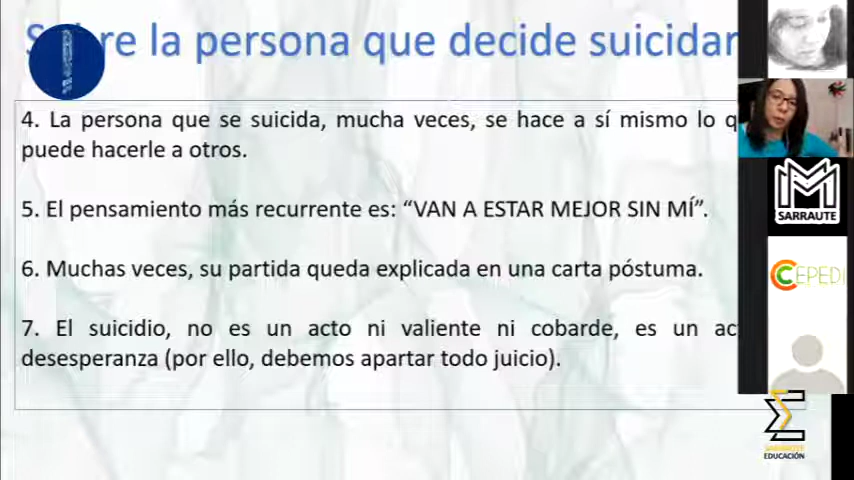 re la persona que decide suicidar
4. La persona que se suicida, mucha veces, se hace a sí mismo lo
puede hacerle a otros.
5. El pensamiento más recurrente es: “VAN A ESTAR MEJOR SIN MÍ”.
6. Muchas veces, su partida queda explicada en una carta póstuma.
7. El suicidio, no es un acto ni valiente ni cobarde, es un
desesperanza (por ello, debemos apartar todo juicio).
SARRAUTE
CEPEDI
SARRAUTE
EDUCACIÓN